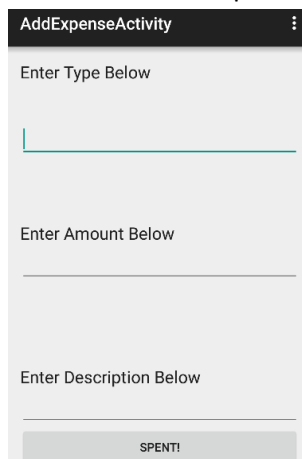 AddExpenseActivity
Enter Type Below
Enter Amount Below
Enter Description Below
SPENT!